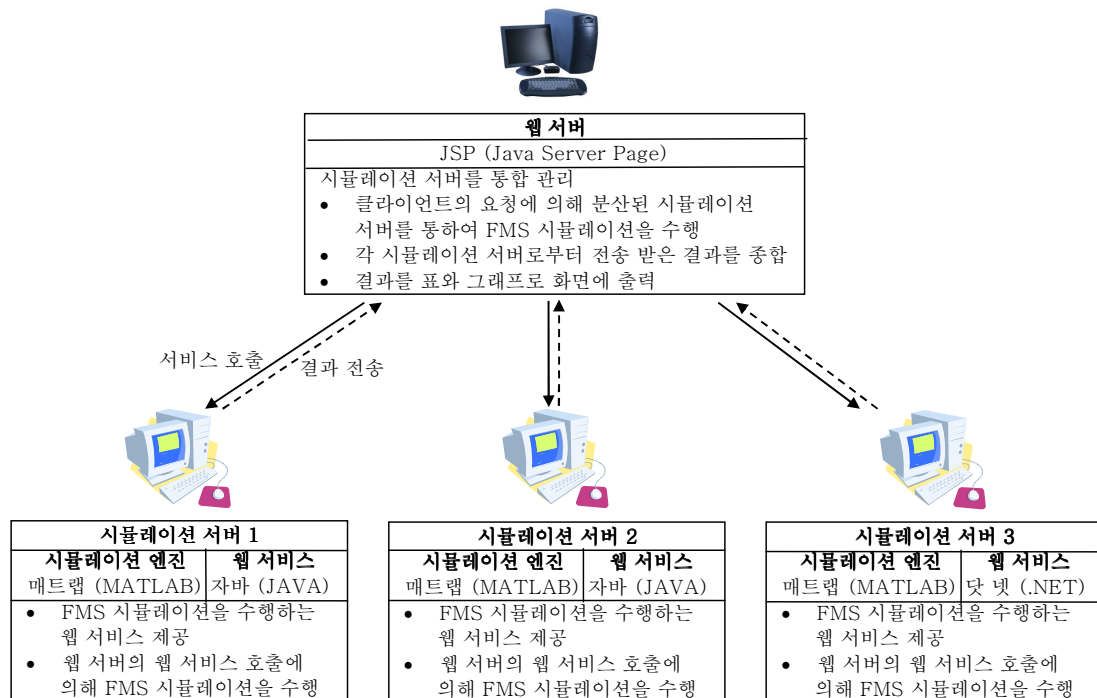 웹 서버
JSP (Java Server Page)
시뮬레이션 서버를 통합 관리
• 클라이언트의 요청에 의해 분산된 시뮬레이션
서버를 통하여 FMS 시뮬레이션을 수행
• 각 시뮬레이션 서버로부터 전송 받은 결과를 종합
• 결과를 표와 그래프로 화면에 출력
서비스 호출
결과 전송
시뮬레이션 서버 1
시뮬레이션 엔진 웹 서비스
매트랩 (MATLAB) 자바 (JAVA)
• FMS 시뮬레이션을 수행하는
웹 서비스 제공
• 웹 서버의 웹 서비스 호출에
의해 FMS 시뮬레이션을 수행
시뮬레이션 서버 2
시뮬레이션 엔진 웹 서비스
매트랩 (MATLAB) 자바 (JAVA)
• FMS 시뮬레이션을 수행하는
웹 서비스 제공
• 웹 서버의 웹 서비스 호출에
의해 FMS 시뮬레이션을 수행
시뮬레이션 서버 3
시뮬레이션 엔진 웹 서비스
매트랩 (MATLAB) 닷 넷 (.NET)
• FMS 시뮬레이션을 수행하는
웹 서비스 제공
• 웹 서버의 웹 서비스 호출에
의해 FMS 시뮬레이션을 수행